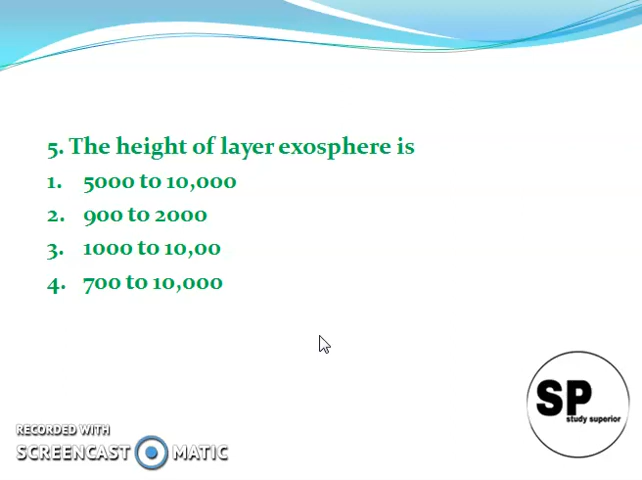 5. The height of layer exosphere is
1. 5000 to 10,000
2. 900 to 2000
3. 1000 to 10,00
4. 700 to 10,000
SP
study superior
RECORDED WITH
SCREENCAST MATIC